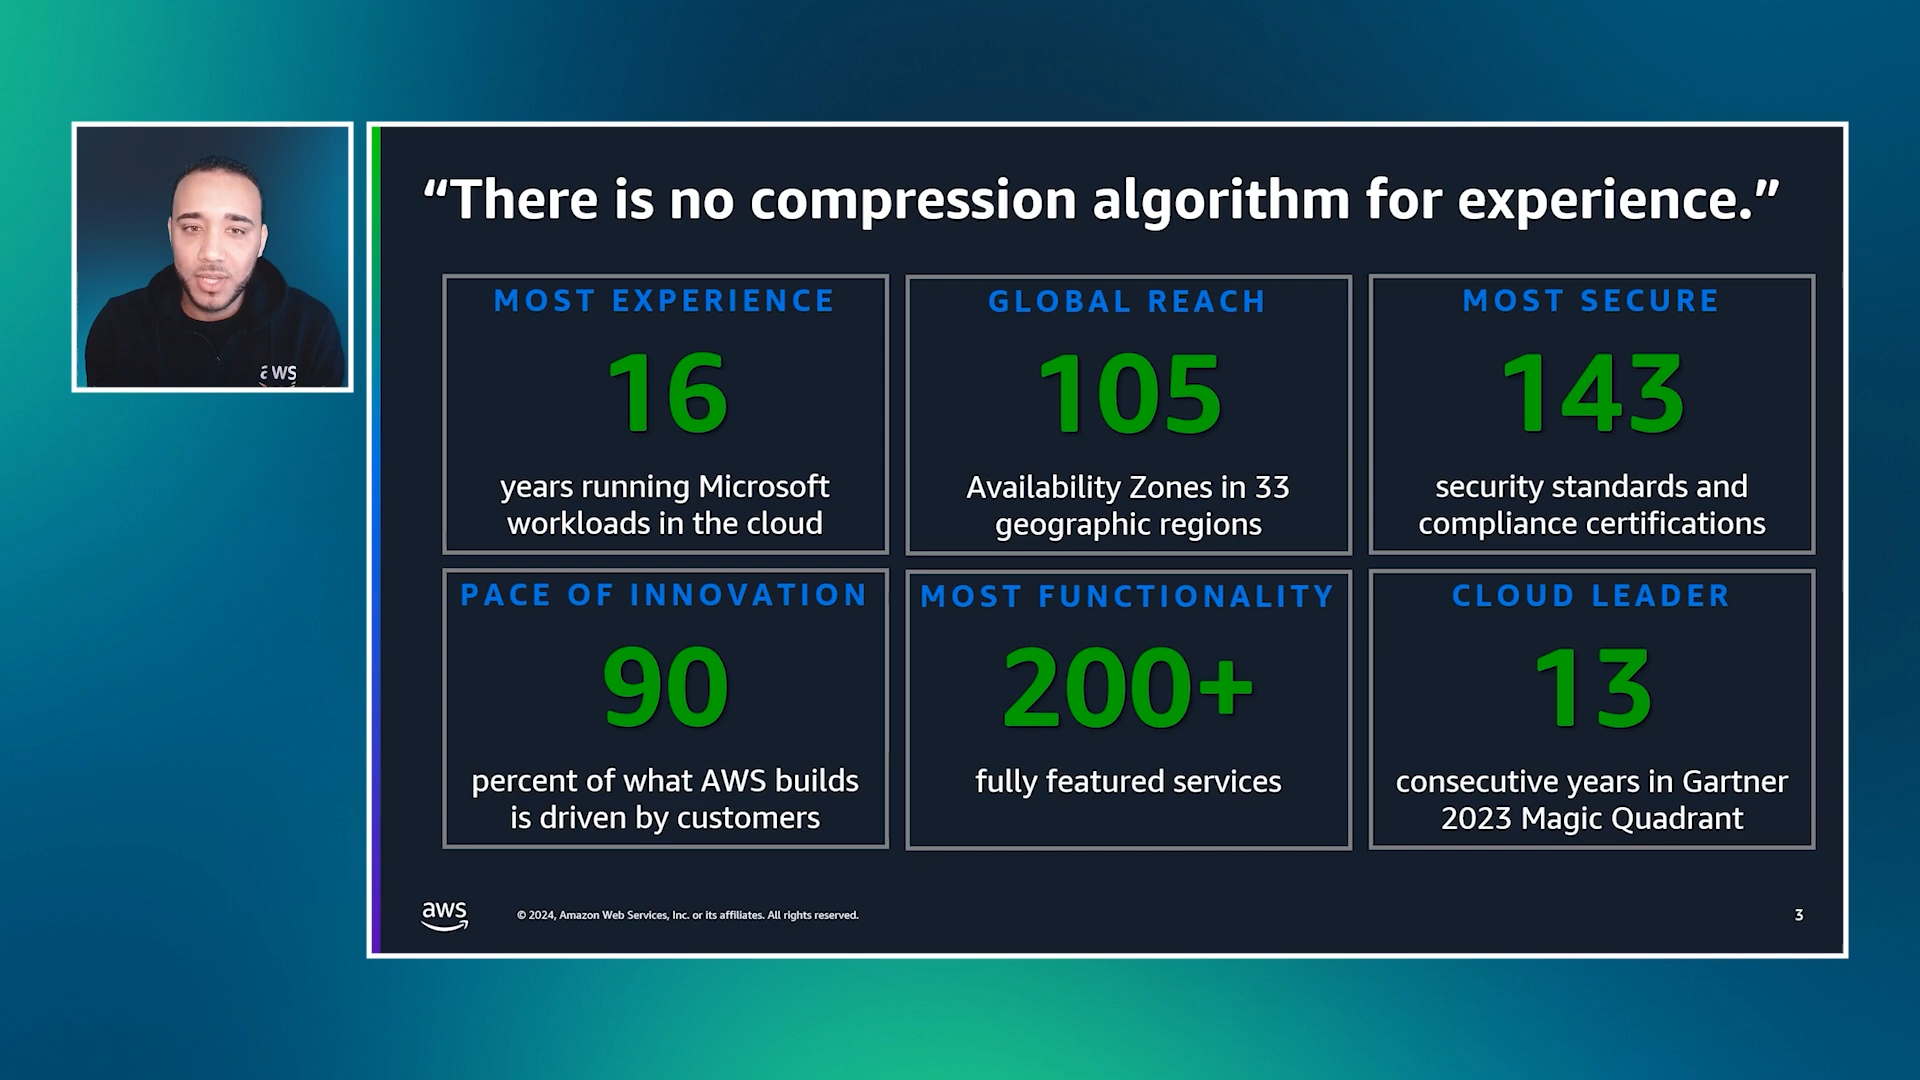 “There is no compression algorithm for experience.”
MOST EXPERIENCE
16
years running Microsoft
workloads in the cloud
GLOBAL REACH
105
Availability Zones in 33
geographic regions
MOST SECURE
143
security standards and
compliance certifications
PACE OF INNOVATION
90
percent of what AWS builds
is driven by customers
MOST FUNCTIONALITY
200+
fully featured services
CLOUD LEADER
13
consecutive years in Gartner
2023 Magic Quadrant
aws
© 2024, Amazon Web Services, Inc. or its affiliates. All rights reserved.
3
aws